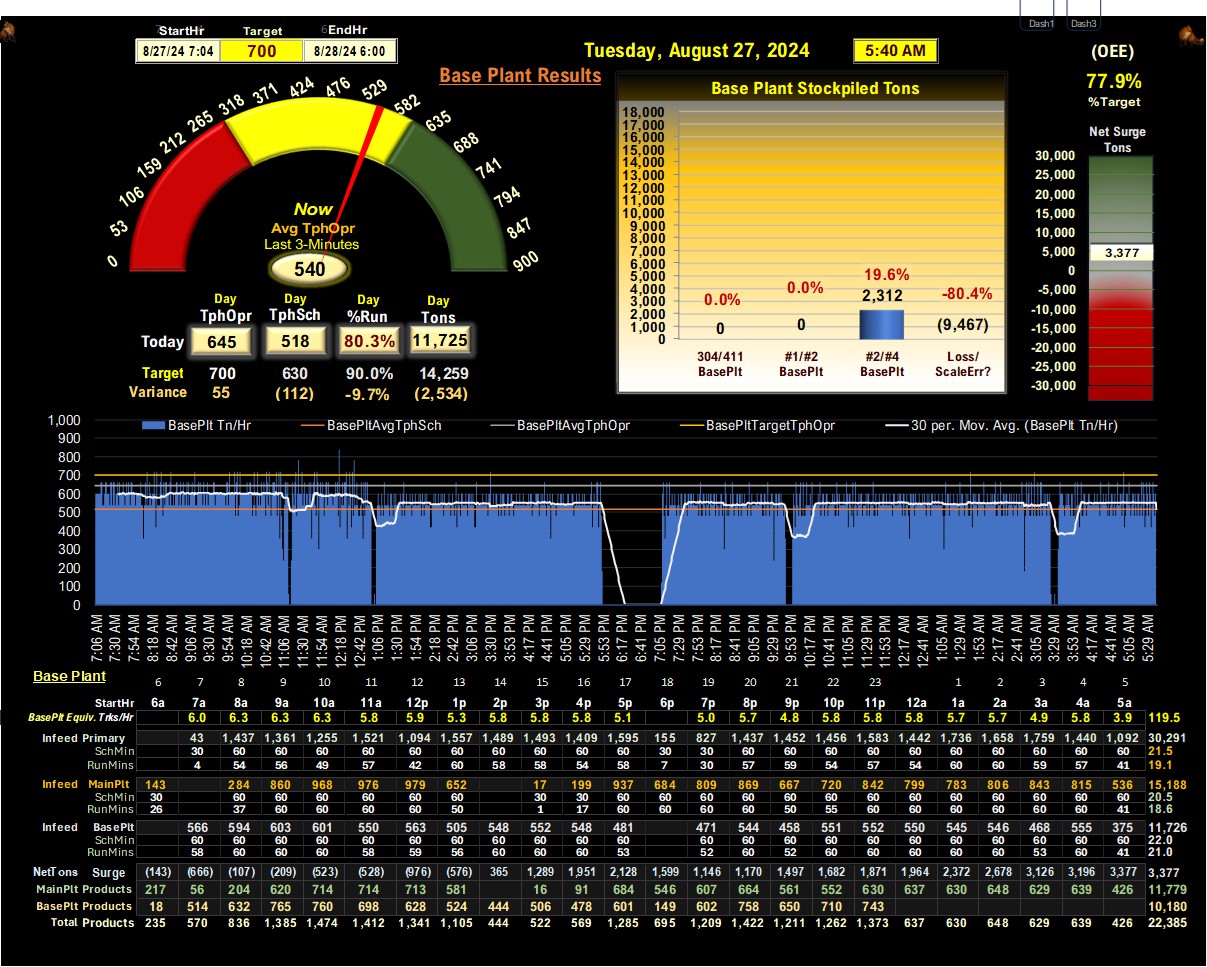 Dash1 Dash3
StartHr Target EndHr
8/27/24 7:04 700 8/28/24 6:00
Tuesday, August 27, 2024 5:40 AM
(OEE)
77.9%
%Target
Base Plant Results
0 53 106 159 212 265 318 371 424 476 529 582 635 688 741 794 847 900
Now
Avg TphOpr
Last 3-Minutes
540
Day Day Day Day
TphOpr TphSch %Run Tons
Today 645 518 80.3% 11,725
Target 700 630 90.0% 14,259
Variance 55 (112) -9.7% (2,534)
Base Plant Stockpiled Tons
18,000
17,000
16,000
15,000
14,000
13,000
12,000
11,000
10,000
9,000
8,000
7,000
6,000
5,000
4,000
3,000
2,000
1,000
0
0.0% 0.0% 19.6% -80.4%
0 0 2,312 (9,467)
304/411 #1/#2 #2/#4 Loss/
BasePlt BasePlt BasePlt ScaleErr?
Net Surge
Tons
30,000
25,000
20,000
15,000
10,000
5,000
0
-5,000
-10,000
-15,000
-20,000
-25,000
-30,000
3,377
BasePlt Tn/Hr BasePltAvgTphSch BasePltAvgTphOpr BasePltTargetTphOpr 30 per. Mov. Avg. (BasePlt Tn/Hr)
1,000
900
800
700
600
500
400
300
200
100
0
7:06 AM 7:30 AM 7:54 AM 8:18 AM 8:42 AM 9:06 AM 9:30 AM 9:54 AM 10:18 AM 10:42 AM 11:06 AM 11:30 AM 11:54 AM 12:18 PM 12:42 PM 1:06 PM 1:30 PM 1:54 PM 2:18 PM 2:42 PM 3:06 PM 3:30 PM 3:53 PM 4:17 PM 4:41 PM 5:05 PM 5:29 PM 5:53 PM 6:17 PM 6:41 PM 7:05 PM 7:29 PM 7:53 PM 8:17 PM 8:41 PM 9:05 PM 9:29 PM 9:53 PM 10:17 PM 10:41 PM 11:05 PM 11:29 PM 11:53 PM 12:17 AM 12:41 AM 1:05 AM 1:29 AM 1:53 AM 2:17 AM 2:41 AM 3:05 AM 3:29 AM 3:53 AM 4:17 AM 4:41 AM 5:05 AM 5:29 AM
Base Plant
6 7 8 9 10 11 12 13 14 15 16 17 18 19 20 21 22 23 1 2 3 4 5
StartHr 6a 7a 8a 9a 10a 11a 12p 1p 2p 3p 4p 5p 6p 7p 8p 9p 10p 11p 12a 1a 2a 3a 4a 5a
BasePlt Equiv. Trks/Hr 6.0 6.3 6.3 6.3 5.8 5.9 5.3 5.8 5.8 5.8 5.1 5.0 5.7 4.8 5.8 5.8 5.8 5.7 5.7 4.9 5.8 3.9 119.5
Infeed Primary 43 1,437 1,361 1,255 1,521 1,094 1,557 1,489 1,493 1,409 1,595 155 827 1,437 1,452 1,456 1,583 1,442 1,736 1,658 1,759 1,440 1,092 30,291
SchMin 30 60 60 60 60 60 60 60 60 60 60 30 30 60 60 60 60 60 60 60 60 60 60 21.5
RunMins 4 54 56 49 57 42 60 58 58 54 58 7 30 57 59 54 57 54 60 60 59 57 41 19.1
Infeed MainPlt 143 284 860 968 976 979 652 17 199 937 684 809 869 667 720 842 799 783 806 843 815 536 15,188
SchMin 30 60 60 60 60 60 60 30 30 60 60 60 60 60 60 60 60 60 60 60 60 60 20.5
RunMins 26 37 60 60 60 60 50 1 17 60 60 60 60 50 55 60 60 60 60 60 60 41 18.6
Infeed BasePlt 566 594 603 601 550 563 505 548 552 548 481 471 544 458 551 552 550 545 546 468 555 375 11,726
SchMin 60 60 60 60 60 60 60 60 60 60 60 60 60 60 60 60 60 60 60 60 60 60 22.0
RunMins 58 60 60 60 58 59 56 60 60 60 53 52 60 52 60 60 60 60 60 53 60 41 21.0
NetTons Surge (143) (666) (107) (209) (523) (528) (976) (576) 365 1,289 1,951 2,128 1,599 1,146 1,170 1,497 1,682 1,871 1,964 2,372 2,678 3,126 3,196 3,377 3,377
MainPlt Products 217 56 204 620 714 714 713 581 16 91 684 546 607 664 561 552 630 637 630 648 629 639 426 11,779
BasePlt Products 18 514 632 765 760 698 628 524 444 506 478 601 149 602 758 650 710 743 10,180
Total Products 235 570 836 1,385 1,474 1,412 1,341 1,105 444 522 569 1,285 695 1,209 1,422 1,211 1,262 1,373 637 630 648 629 639 426 22,385